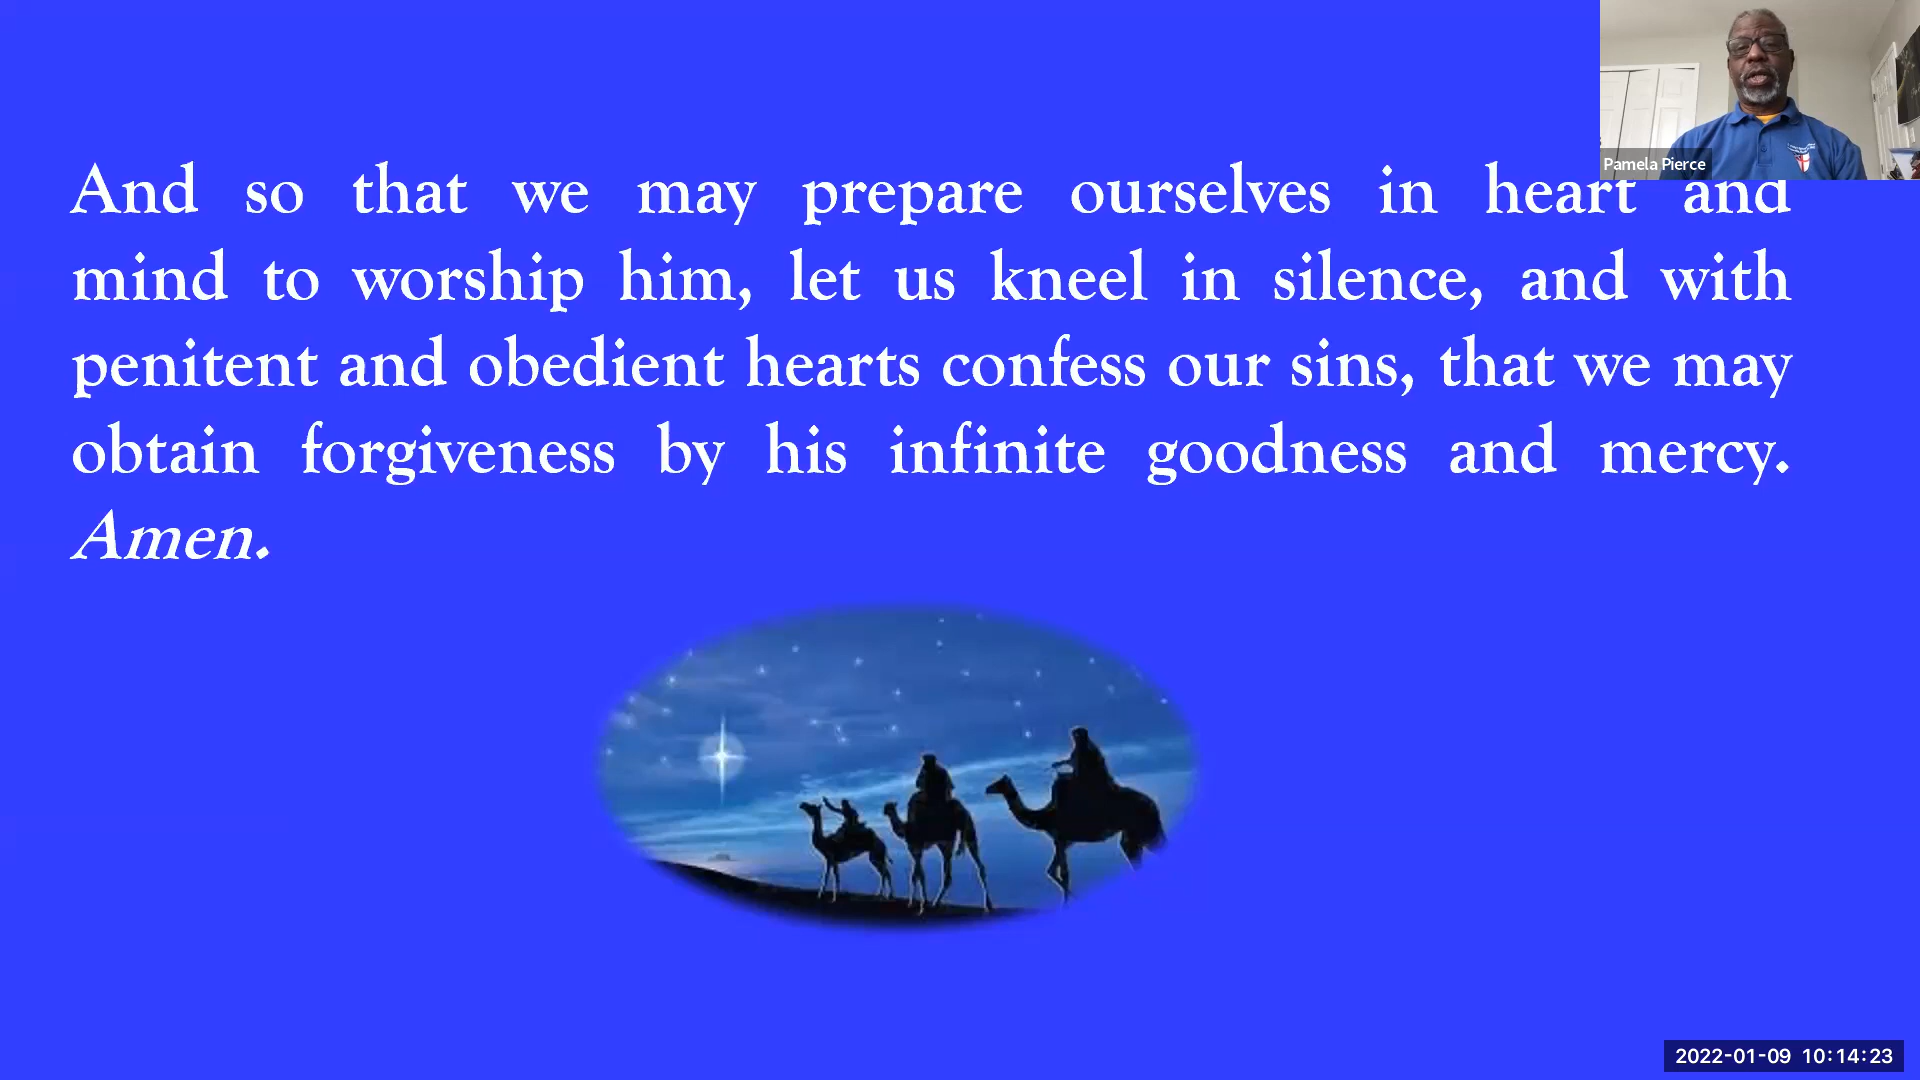 Pamela Pierce
And so that we may prepare ourselves in heart and
mind to worship him, let us kneel in silence, and with
penitent and obedient hearts confess our sins, that we may
obtain forgiveness by his infinite goodness and mercy.
Amen.
2022-01-09 10:14:23